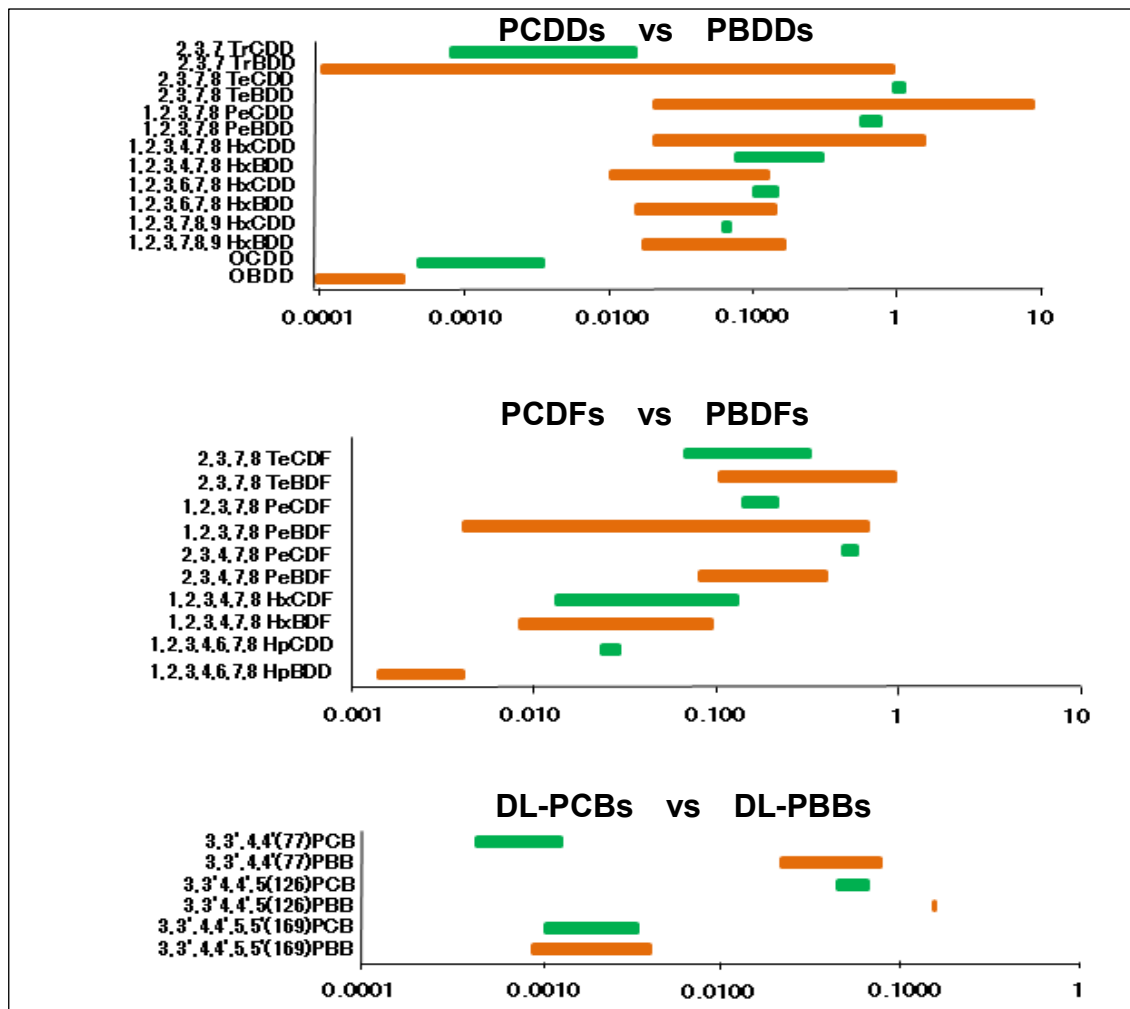 PCDDs vs PBDDs
2,3,7 TrCDD
2,3,7 TrBDD
2,3,7,8 TeCDD
2,3,7,8 TeBDD
1,2,3,7,8 PeCDD
1,2,3,7,8 PeBDD
1,2,3,4,7,8 HxCDD
1,2,3,4,7,8 HxBDD
1,2,3,6,7,8 HxCDD
1,2,3,6,7,8 HxBDD
1,2,3,7,8,9 HxCDD
1,2,3,7,8,9 HxBDD
OCDD
OBDD
0.0001 0.0010 0.0100 0.1000 1 10
PCDFs vs PBDFs
2,3,7,8 TeCDF
2,3,7,8 TeBDF
1,2,3,7,8 PeCDF
1,2,3,7,8 PeBDF
2,3,4,7,8 PeCDF
2,3,4,7,8 PeBDF
1,2,3,4,7,8 HxCDF
1,2,3,4,7,8 HxBDF
1,2,3,4,6,7,8 HpCDD
1,2,3,4,6,7,8 HpBDD
0.001 0.010 0.100 1 10
DL-PCBs vs DL-PBBs
3,3',4,4'(77)PCB
3,3',4,4'(77)PBB
3,3'4,4',5(126)PCB
3,3'4,4',5(126)PBB
3,3',4,4',5,5'(169)PCB
3,3',4,4',5,5'(169)PBB
0.0001 0.0010 0.0100 0.1000 1